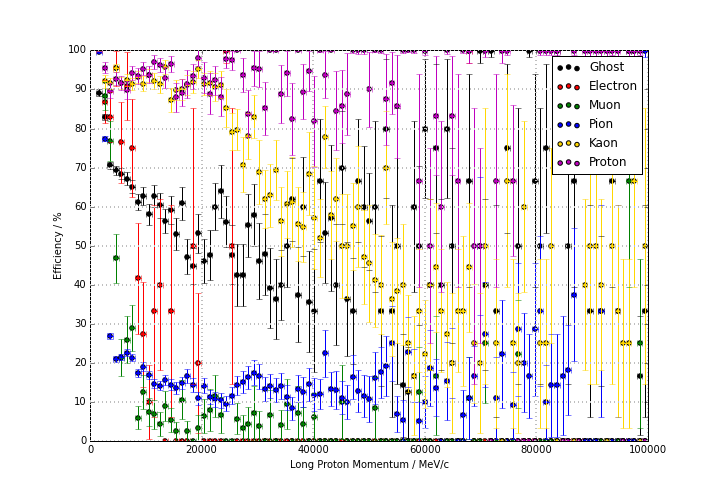 100
90
80
70
60
50
40
30
20
10
0
Efficiency / %
0
20000
40000
60000
80000
100000
Long Proton Momentum / MeV/c
Ghost
Electron
Muon
Pion
Kaon
Proton